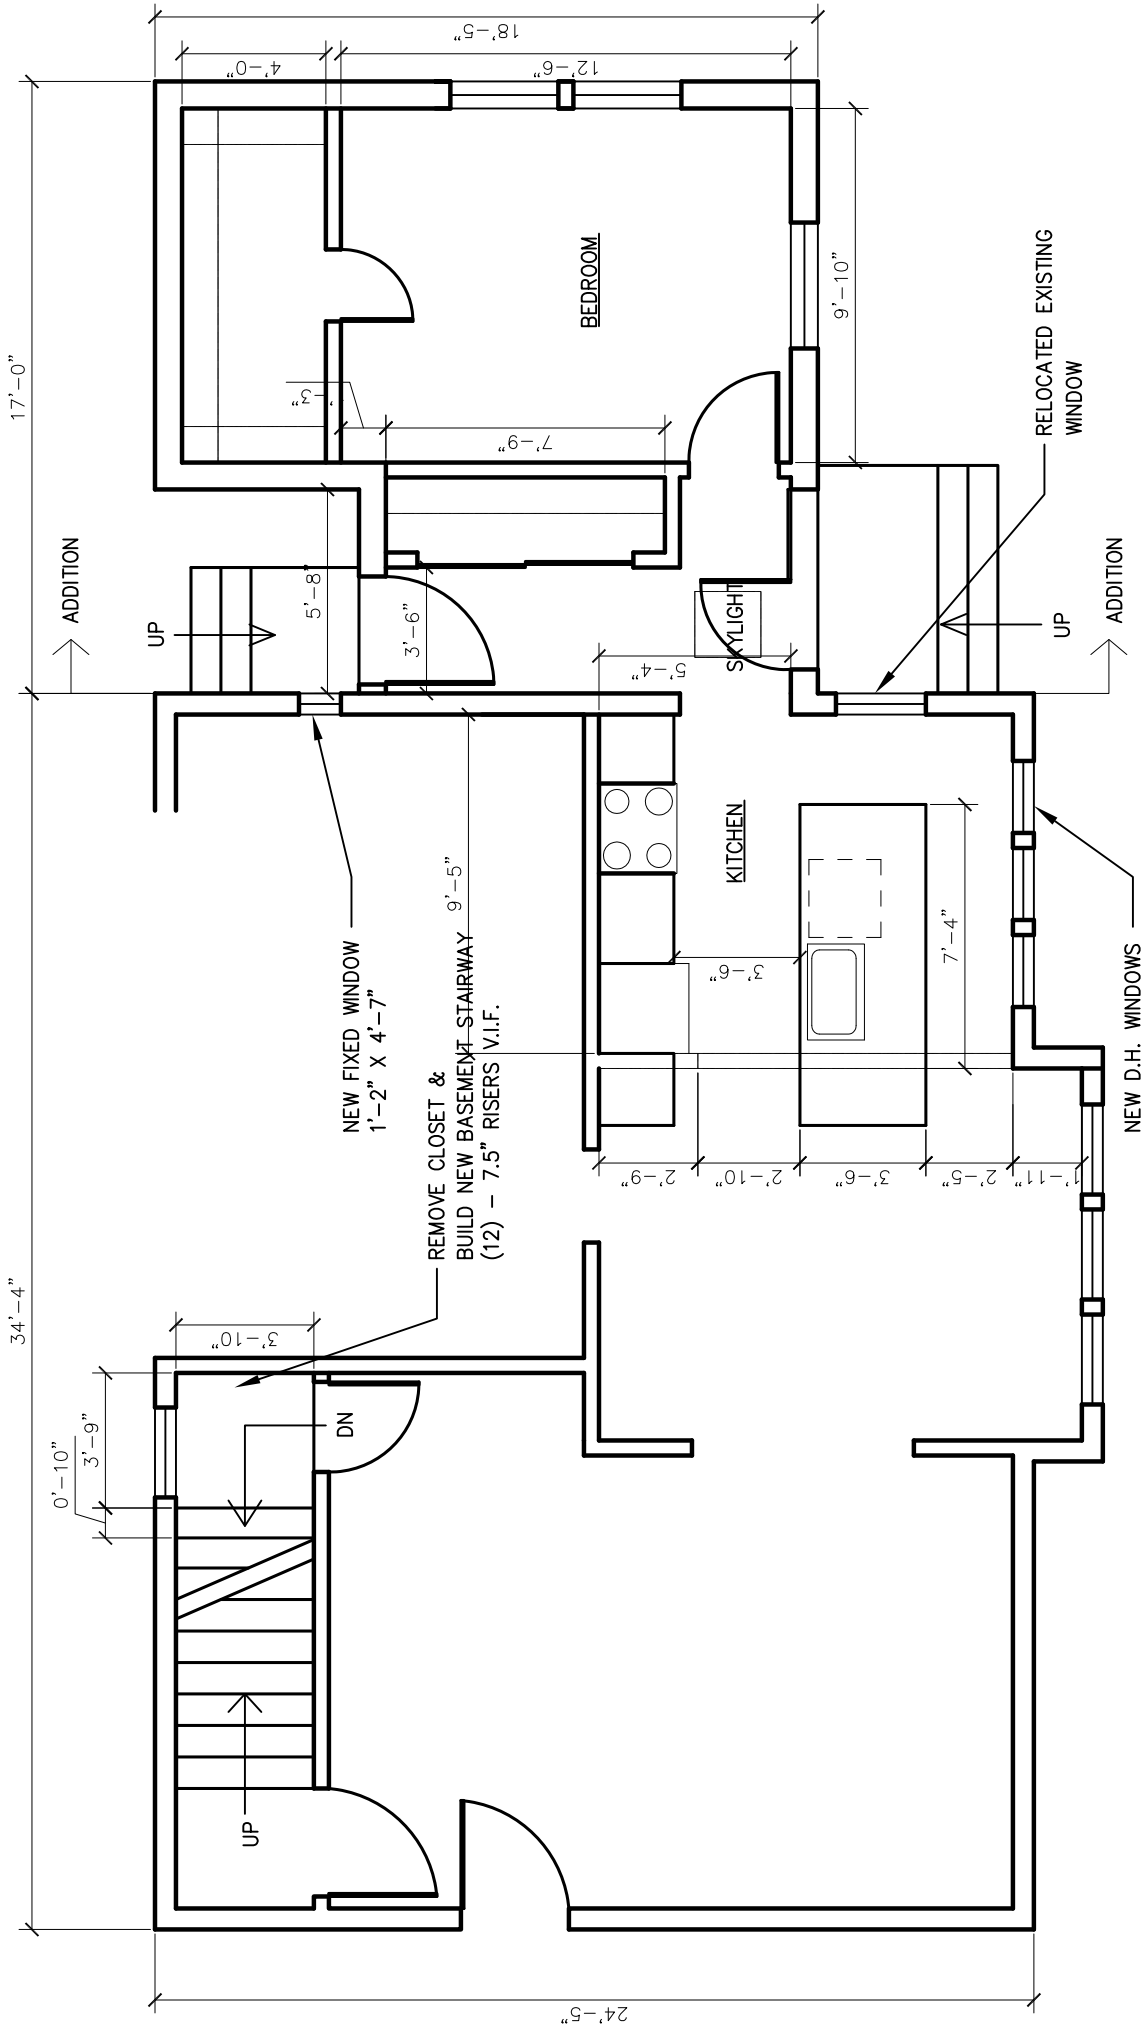 18'-5"
4'-0"
12'-6"
17'-0"
34'-4"
24'-5"
ADDITION
ADDITION
UP
5'-8"
3'-6"
7'-9"
BEDROOM
9'-10"
RELOCATED EXISTING
WINDOW
SKYLIGHT
5'-4"
UP
KITCHEN
9'-5"
3'-6"
7'-4"
NEW FIXED WINDOW
1'-2" X 4'-7"
REMOVE CLOSET &
BUILD NEW BASEMENT STAIRWAY
(12) – 7.5" RISERS V.I.F.
NEW D.H. WINDOWS
2'-9"
2'-10"
3'-6"
2'-5"
1'-11"
3'-10"
0'-10"
3'-9"
DN
UP